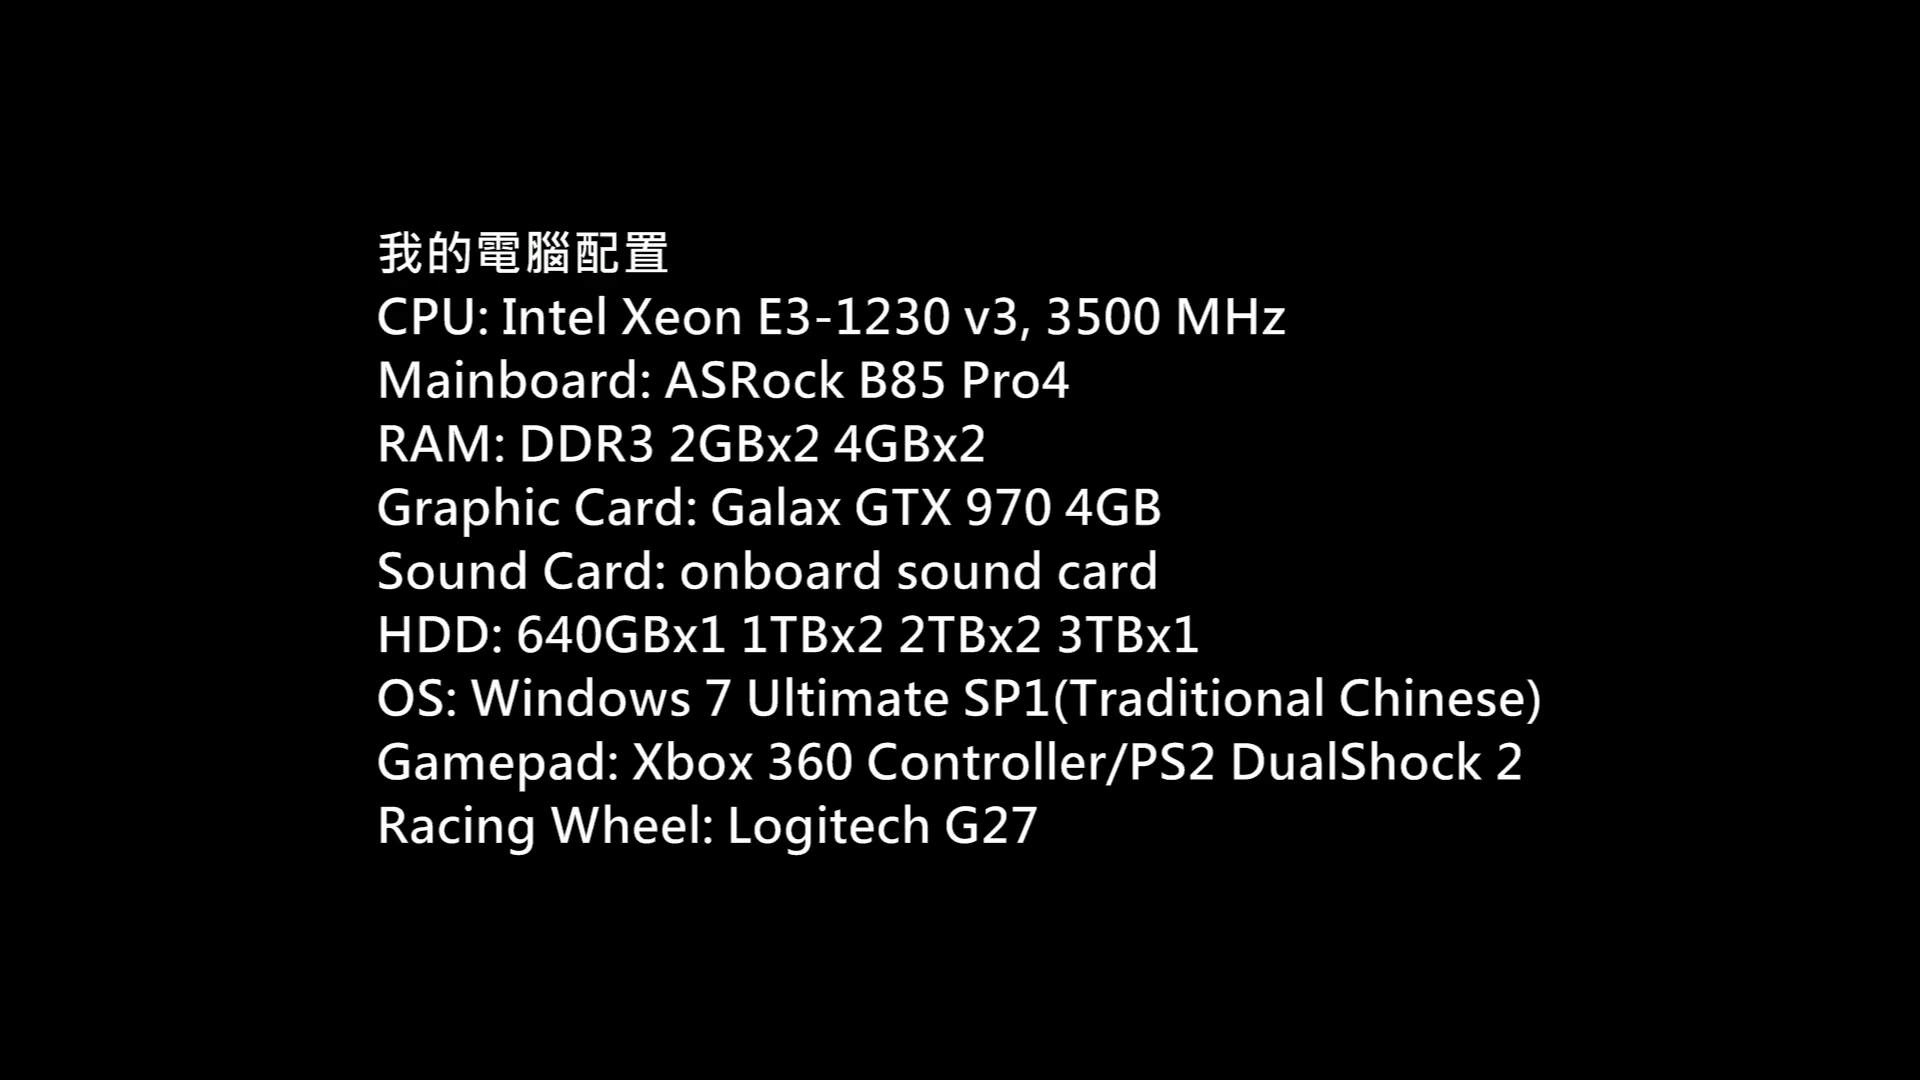 我的電腦配置
CPU: Intel Xeon E3-1230 v3, 3500 MHz
Mainboard: ASRock B85 Pro4
RAM: DDR3 2GBx2 4GBx2
Graphic Card: Galax GTX 970 4GB
Sound Card: onboard sound card
HDD: 640GBx1 1TBx2 2TBx2 3TBx1
OS: Windows 7 Ultimate SP1(Traditional Chinese)
Gamepad: Xbox 360 Controller/PS2 DualShock 2
Racing Wheel: Logitech G27